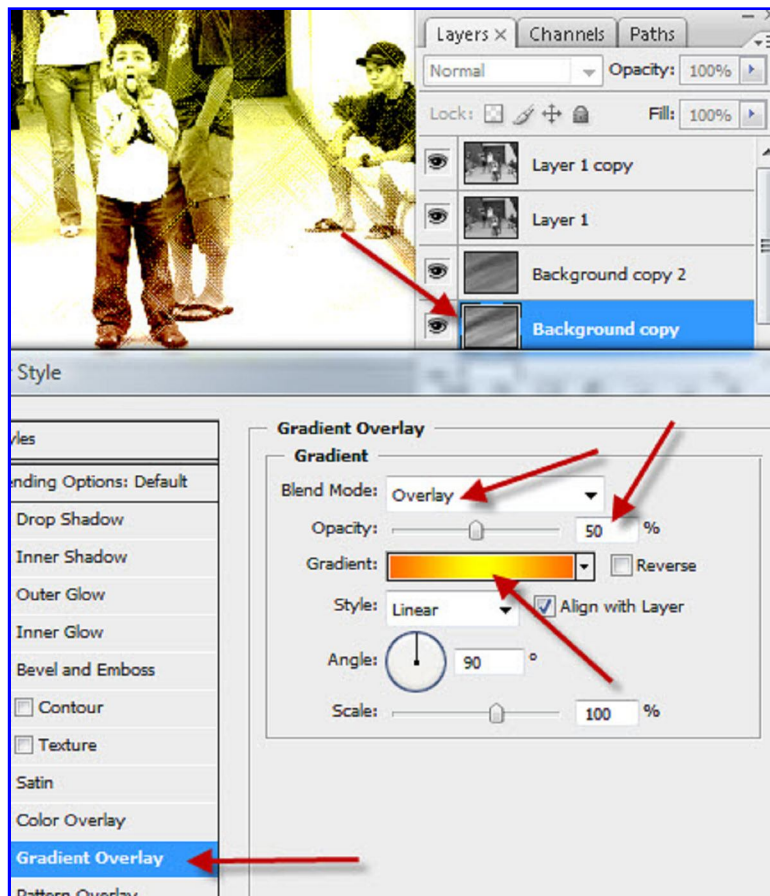 Layers × Channels Paths
Normal Opacity: 100%
Lock: Fill: 100%
Layer 1 copy
Layer 1
Background copy 2
Background copy
Style
Gradient Overlay
Gradient
Blend Mode: Overlay
Opacity: 50 %
Gradient: Reverse
Style: Linear Align with Layer
Angle: 90 °
Scale: 100 %
yles
ending Options: Default
Drop Shadow
Inner Shadow
Outer Glow
Inner Glow
Bevel and Emboss
Contour
Texture
Satin
Color Overlay
Gradient Overlay
Pattern Overlay